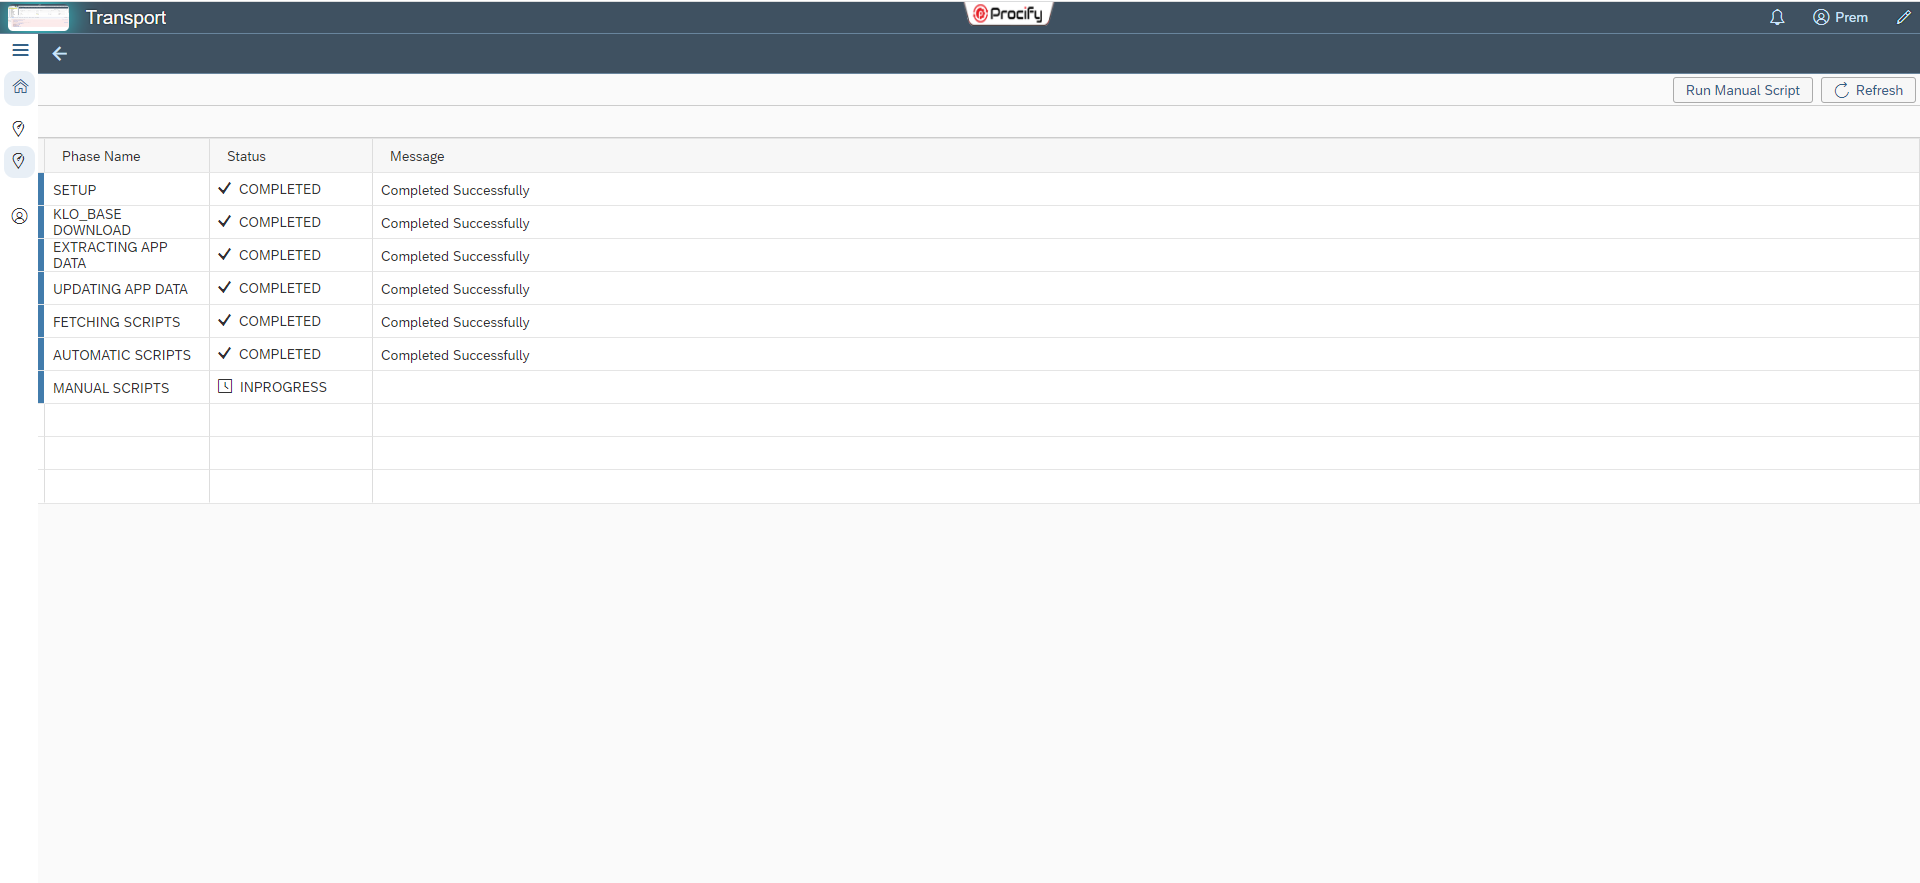 Transport
Procify
Prem
Run Manual Script
Refresh
Phase Name Status Message
SETUP COMPLETED Completed Successfully
KLO_BASE
DOWNLOAD COMPLETED Completed Successfully
EXTRACTING APP
DATA COMPLETED Completed Successfully
UPDATING APP DATA COMPLETED Completed Successfully
FETCHING SCRIPTS COMPLETED Completed Successfully
AUTOMATIC SCRIPTS COMPLETED Completed Successfully
MANUAL SCRIPTS INPROGRESS